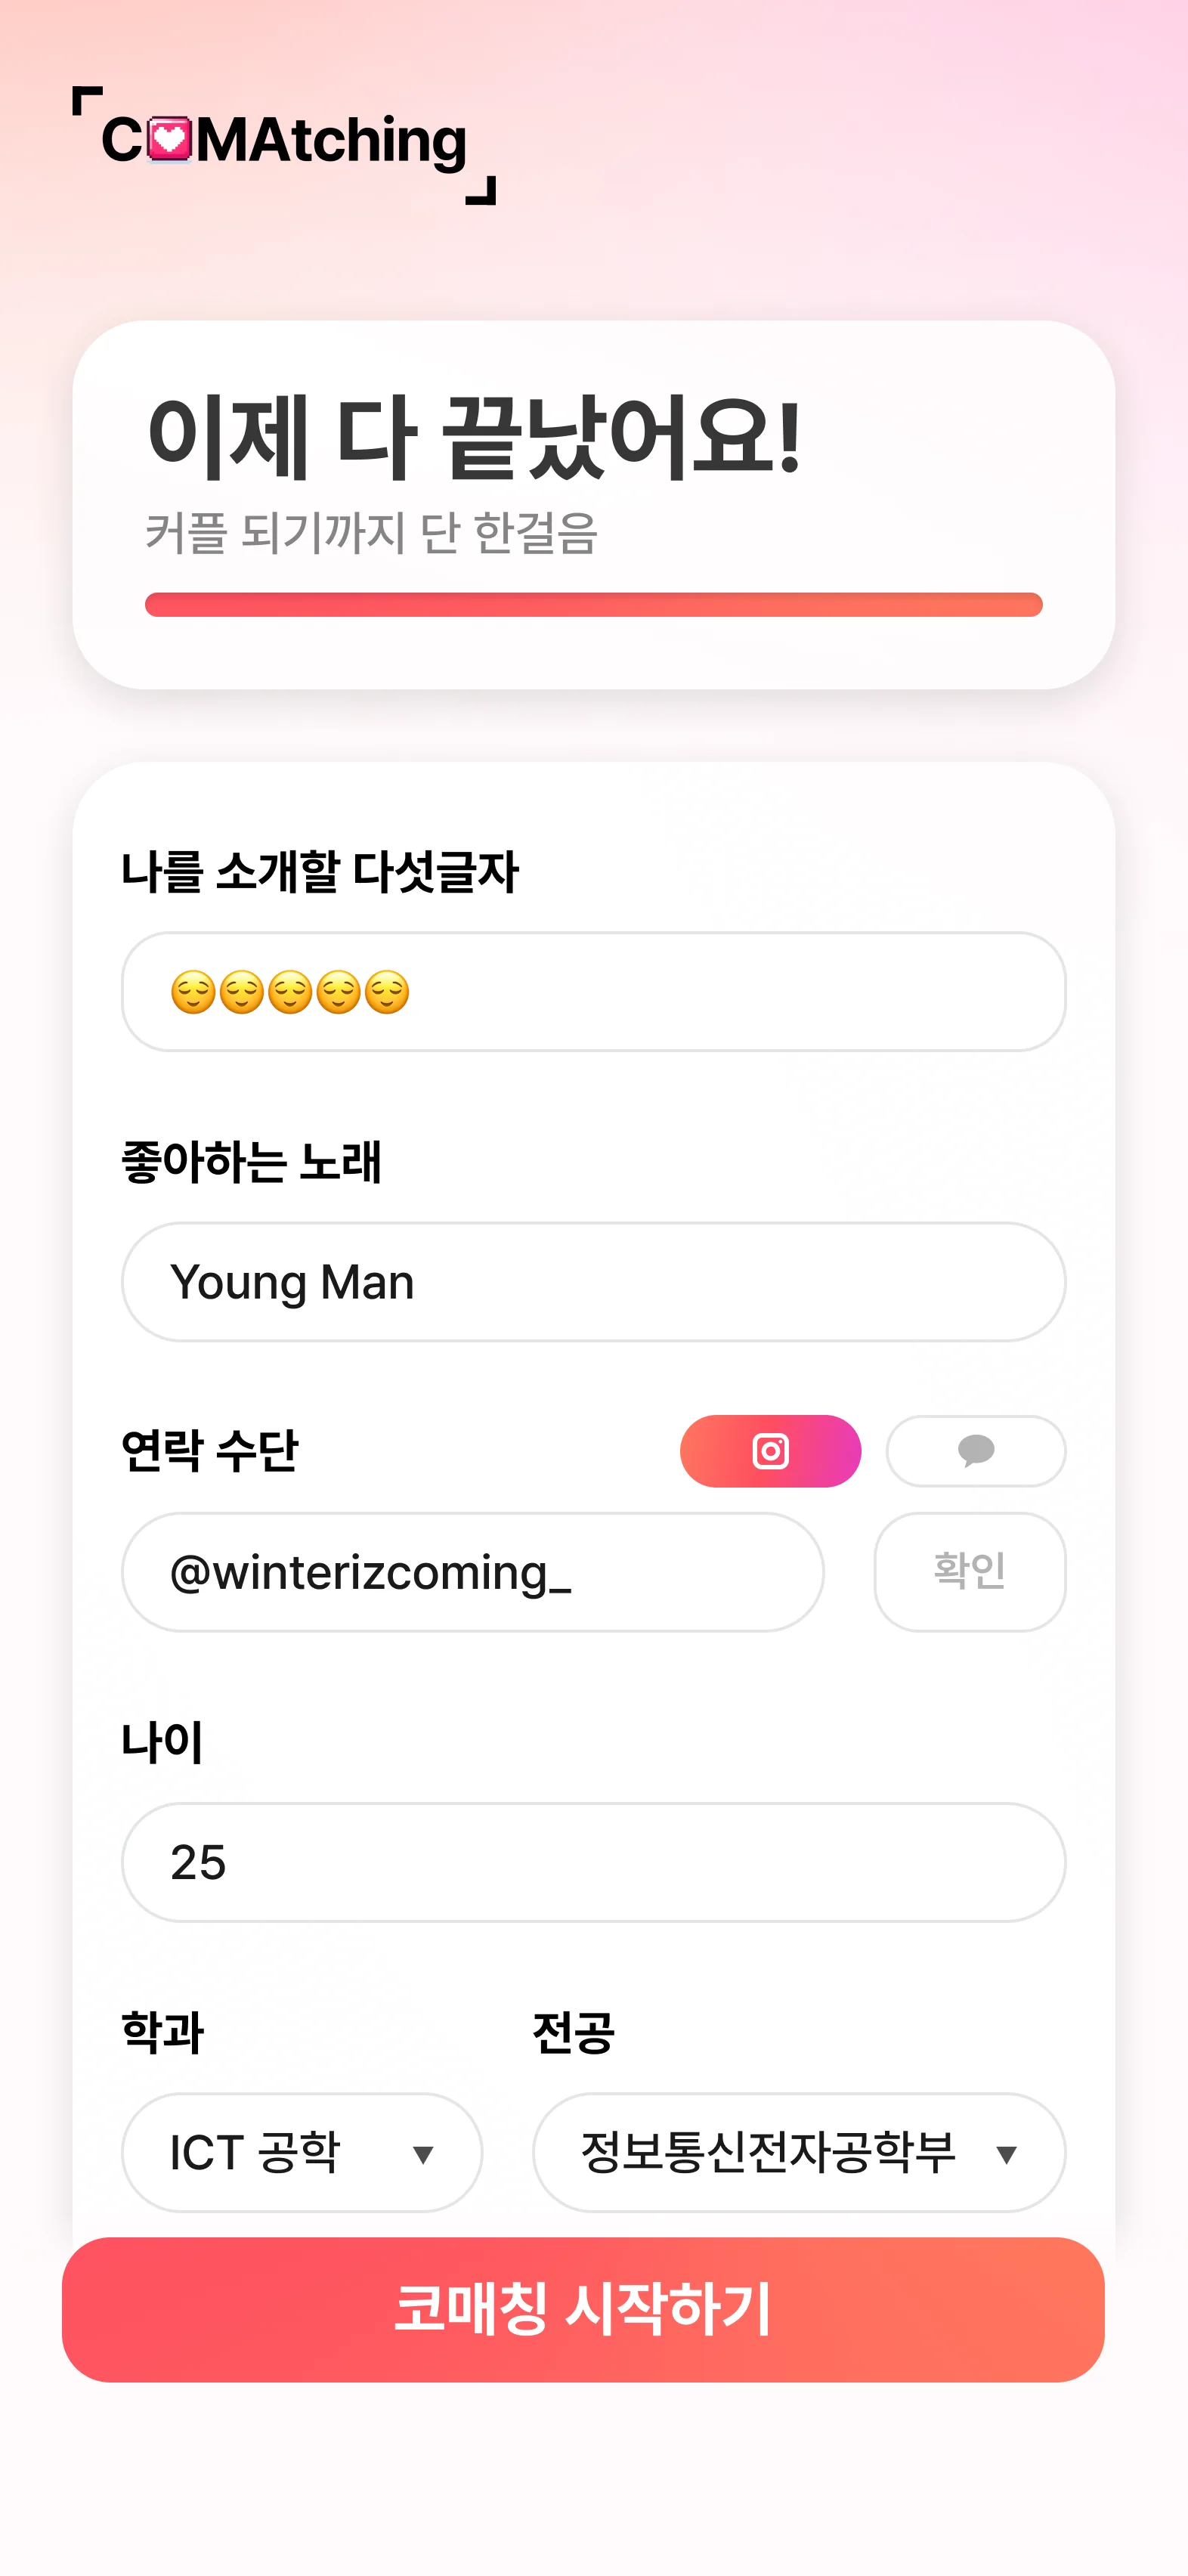 COMAtching
이제 다 끝났어요!
커플 되기까지 단 한걸음
나를 소개할 다섯글자
😌😌😌😌😌
좋아하는 노래
Young Man
연락 수단
@winterizcoming_ 확인
나이
25
학과 전공
ICT 공학 ▼ 정보통신전자공학부 ▼
코매칭 시작하기